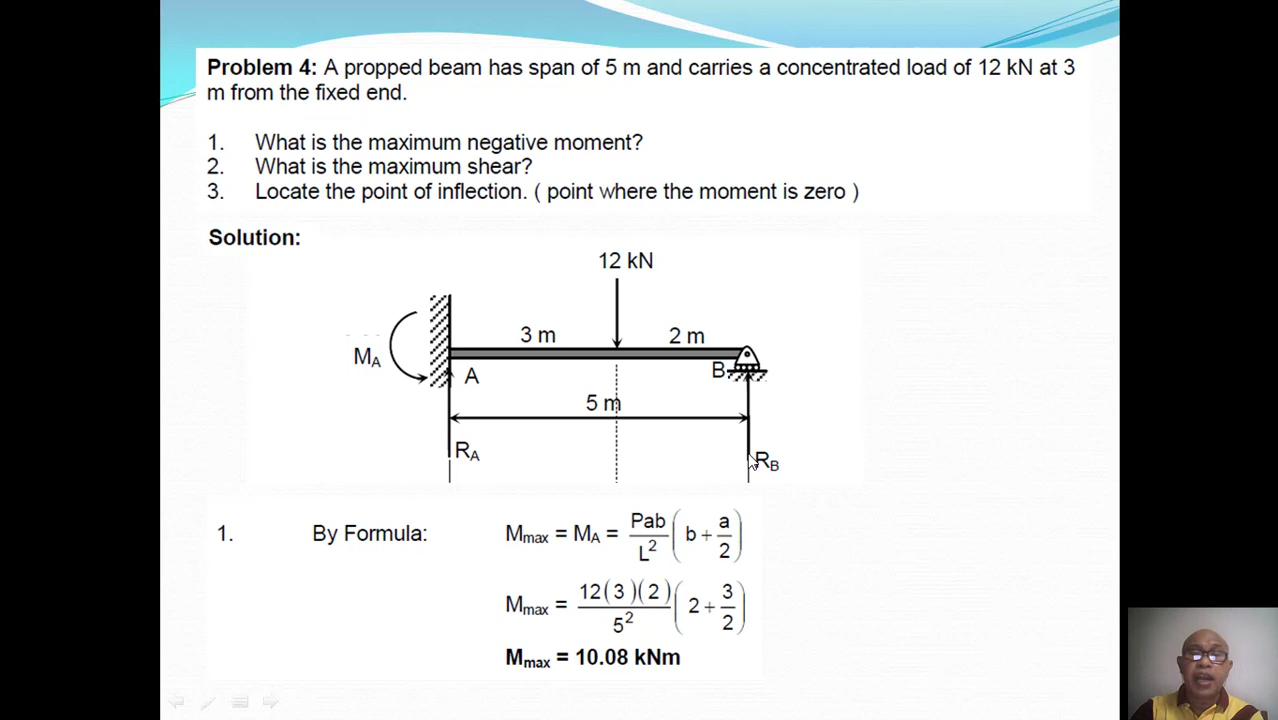 Problem 4: A propped beam has span of 5 m and carries a concentrated load of 12 kN at 3
m from the fixed end.
1. What is the maximum negative moment?
2. What is the maximum shear?
3. Locate the point of inflection. ( point where the moment is zero )
Solution:
12 kN
3 m 2 m
MA
A B
5 m
RA RB
1. By Formula: Mmax = MA = Pab/L² ( b + a/2 )
Mmax = 12( 3 )( 2 )/5² ( 2 + 3/2 )
Mmax = 10.08 kNm